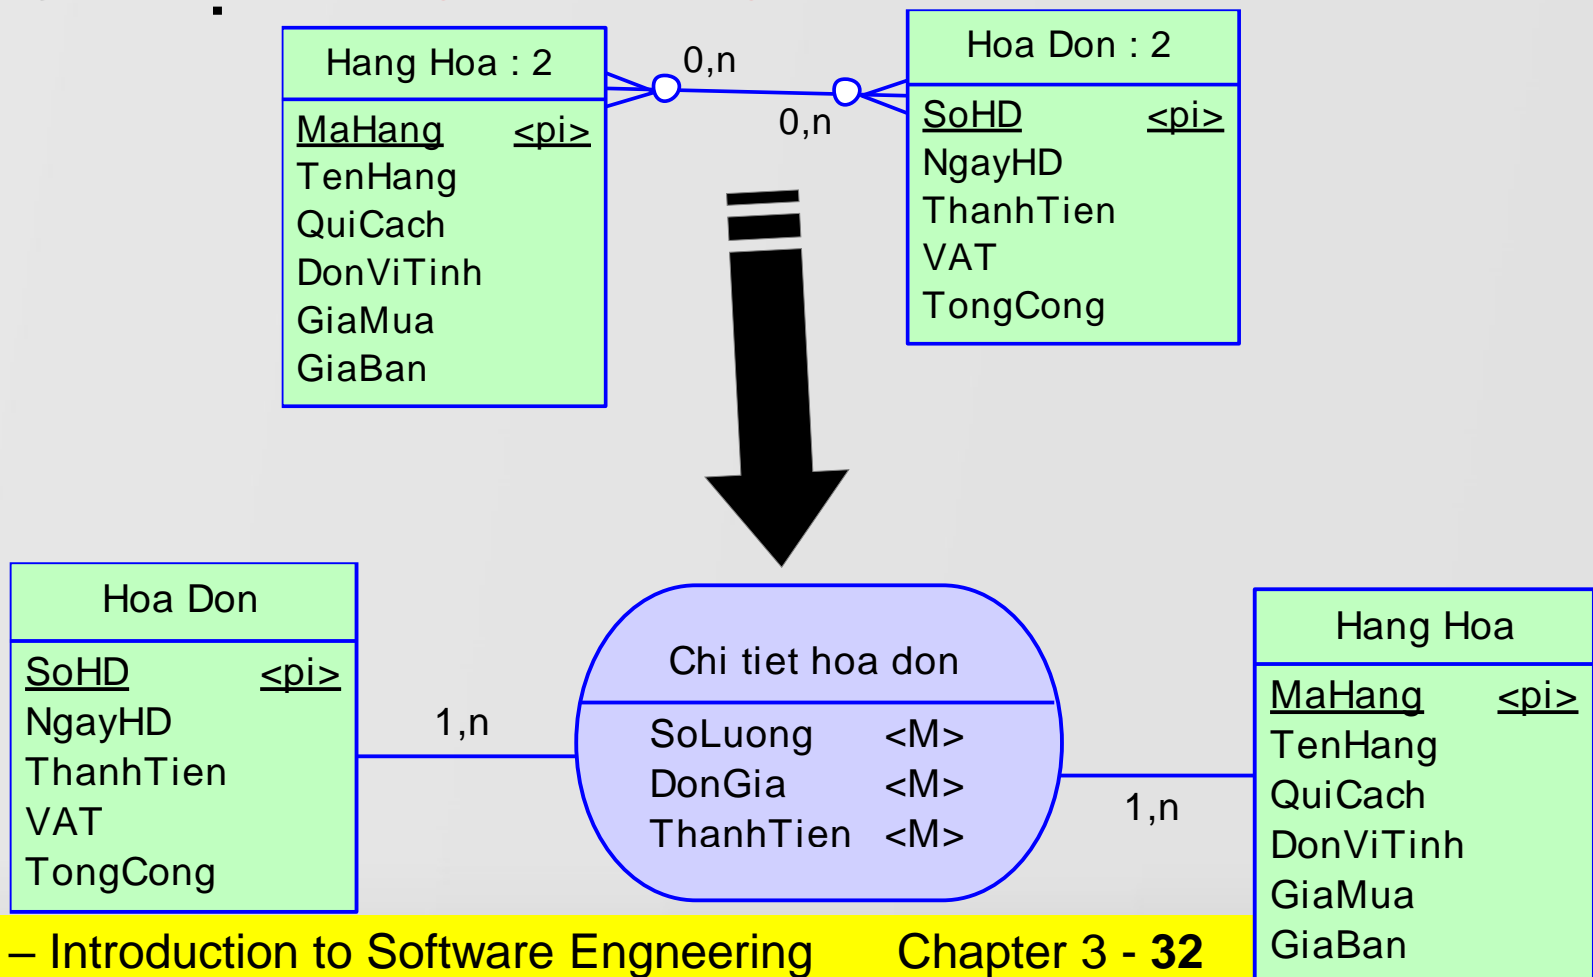 Hang Hoa : 2
MaHang <pi>
TenHang
QuiCach
DonViTinh
GiaMua
GiaBan
0,n
0,n
Hoa Don : 2
SoHD <pi>
NgayHD
ThanhTien
VAT
TongCong
Hoa Don
SoHD <pi>
NgayHD
ThanhTien
VAT
TongCong
1,n
Chi tiet hoa don
SoLuong <M>
DonGia <M>
ThanhTien <M>
1,n
Hang Hoa
MaHang <pi>
TenHang
QuiCach
DonViTinh
GiaMua
GiaBan
– Introduction to Software Engneering Chapter 3 - 32